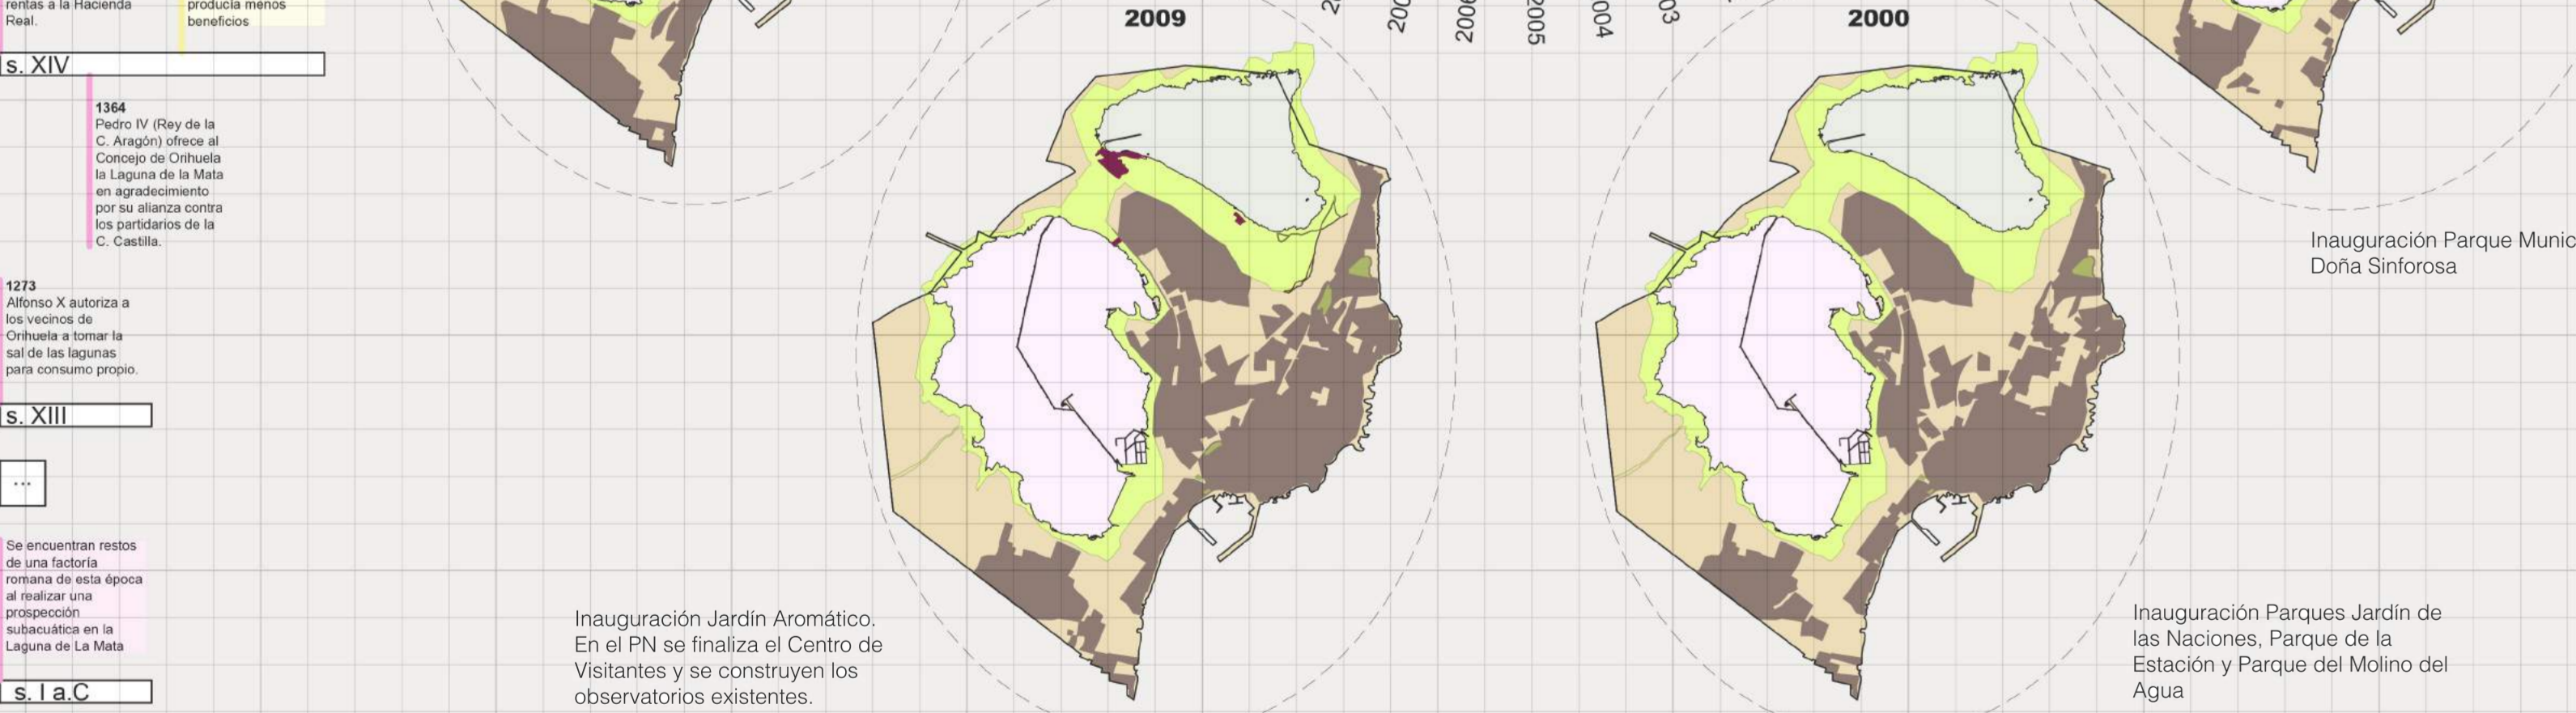 rentas a la Hacienda
Real.
producía menos
beneficios
s. XIV
1364
Pedro IV (Rey de la
C. Aragón) ofrece al
Concejo de Orihuela
la Laguna de la Mata
en agradecimiento
por su alianza contra
los partidarios de la
C. Castilla.
1273
Alfonso X autoriza a
los vecinos de
Orihuela a tomar la
sal de las lagunas
para consumo propio.
s. XIII
...
Se encuentran restos
de una factoría
romana de esta época
al realizar una
prospección
subacuática en la
Laguna de La Mata
s. I a.C
Inauguración Jardín Aromático.
En el PN se finaliza el Centro de
Visitantes y se construyen los
observatorios existentes.
2009
2006
2005
004
03
2000
Inauguración Parque Munic
Doña Sinforosa
Inauguración Parques Jardín de
las Naciones, Parque de la
Estación y Parque del Molino del
Agua